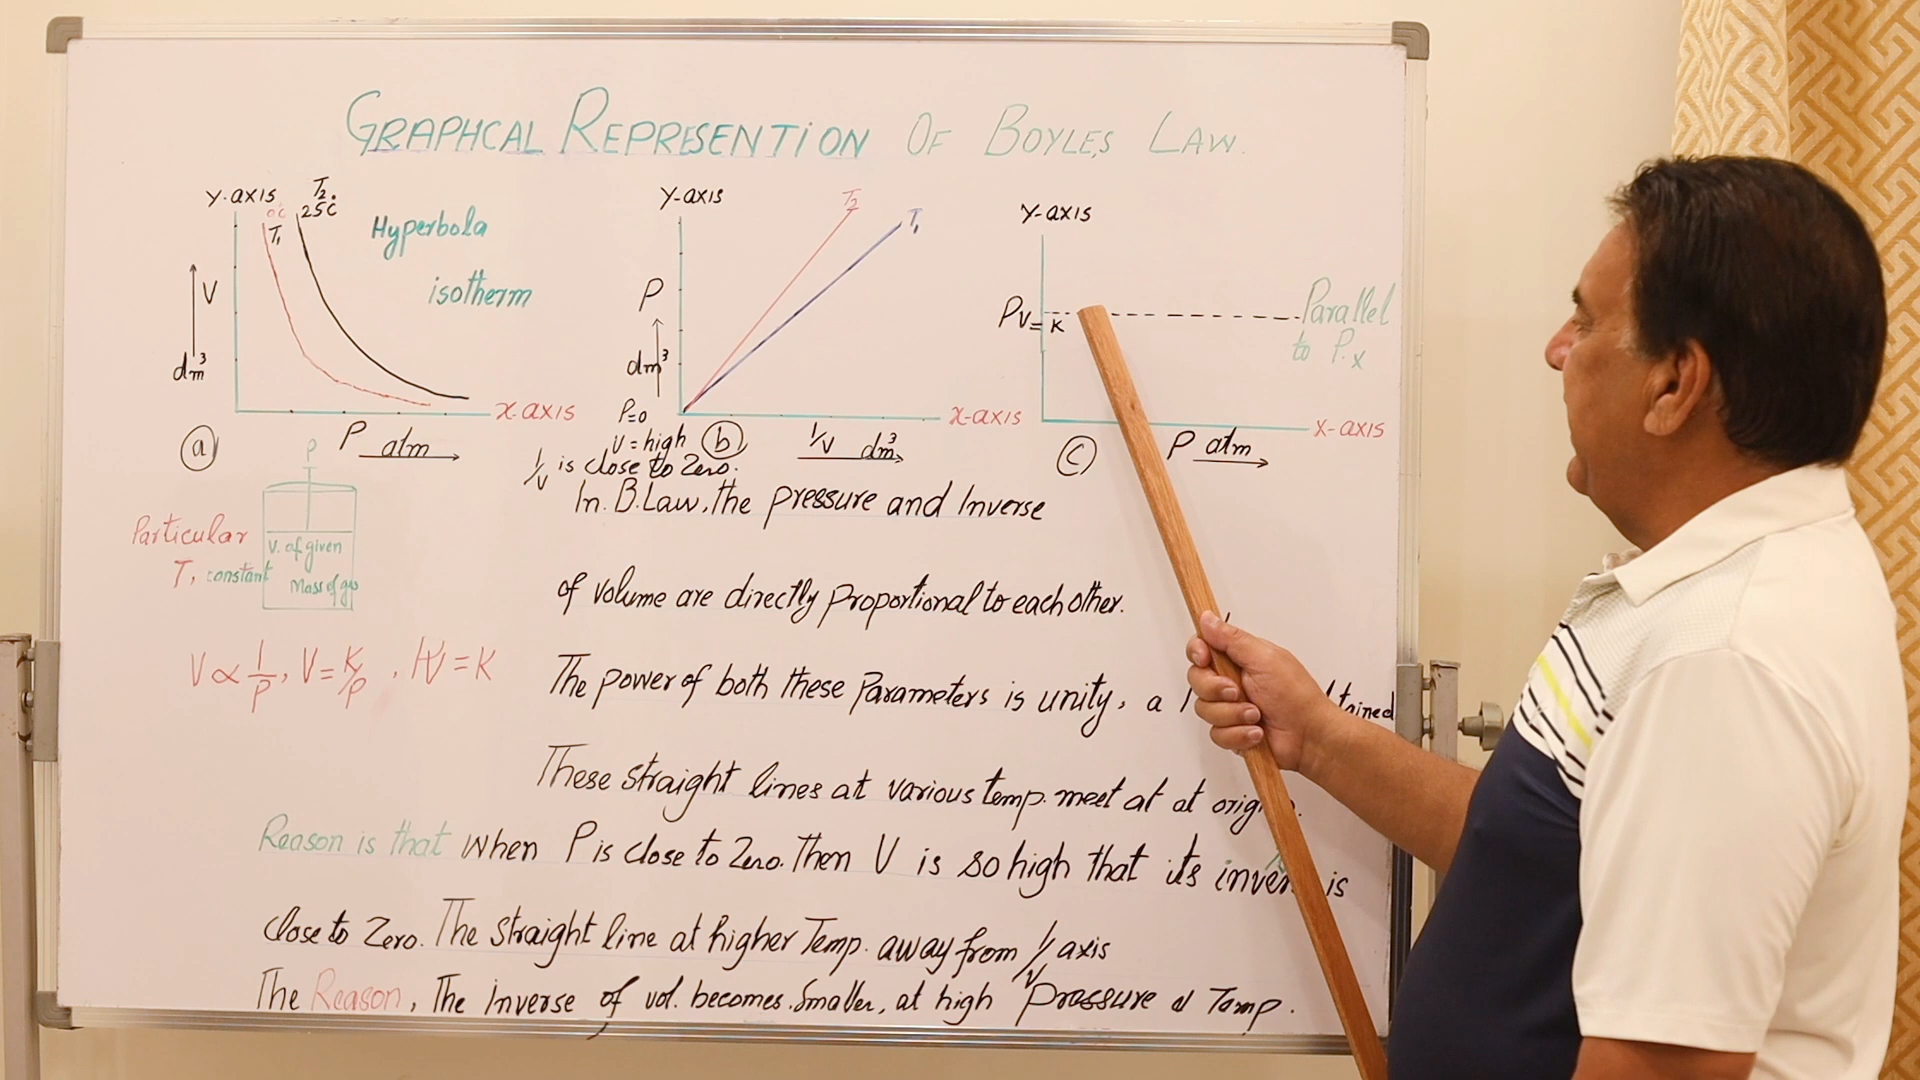 GRAPHCAL REPRESENTION OF BOYLES LAW.
Y-axis
0°C
T₁
T₂
25°C
Hyperbola
isotherm
V
dm³
x-axis
P atm
a
Y-axis
T₂
T₁
P
dm³
P=0
V = high
1/V is close to Zero.
x-axis
b
1/V dm³
Y-axis
PV = K
Parallel
to P.x
x-axis
P atm
c
P
V. of given
Mass of gas
Particular
T, constant
V ∝ 1/P, V = K/P, PV = K
In B.Law, the pressure and Inverse
of volume are directly proportional to each other.
The power of both these Parameters is unity, a
These straight lines at various temp. meet at at
Reason is that when P is close to Zero. Then V is so high that its is
close to Zero. The straight line at higher Temp. away from 1/V axis
The Reason, The inverse of vol. becomes smaller, at high pressure & Temp.